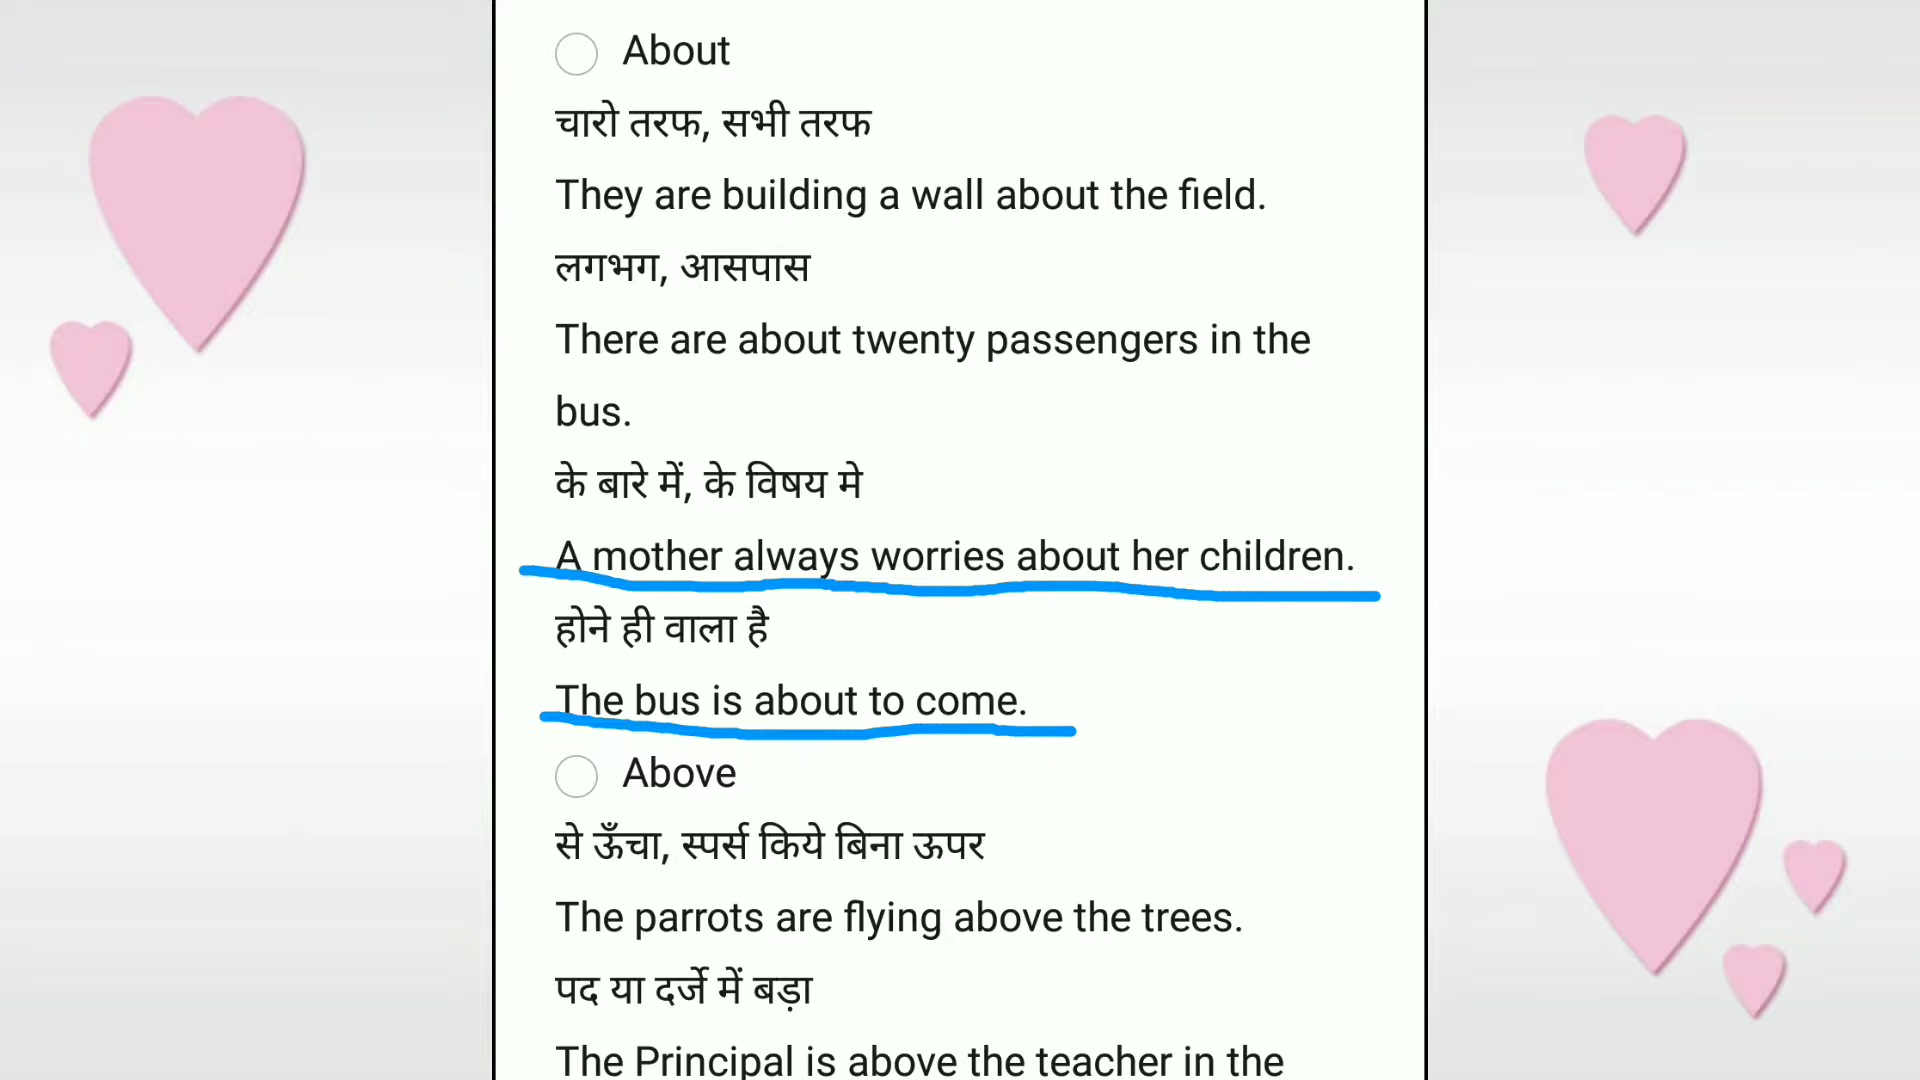 About
चारो तरफ, सभी तरफ
They are building a wall about the field.
लगभग, आसपास
There are about twenty passengers in the
bus.
के बारे में, के विषय मे
A mother always worries about her children.
होने ही वाला है
The bus is about to come.
Above
से ऊँचा, स्पर्स किये बिना ऊपर
The parrots are flying above the trees.
पद या दर्जे में बड़ा
The Principal is above the teacher in the